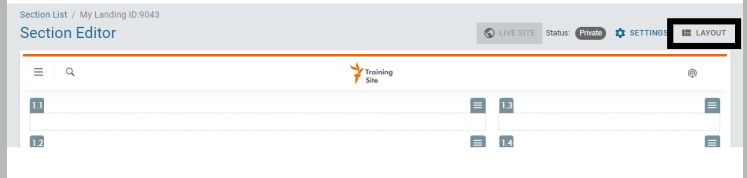 Section List / My Landing ID:9043
Section Editor
LIVE SITE Status: Private SETTINGS LAYOUT
Training
Site
1.1 1.3
1.2 1.4